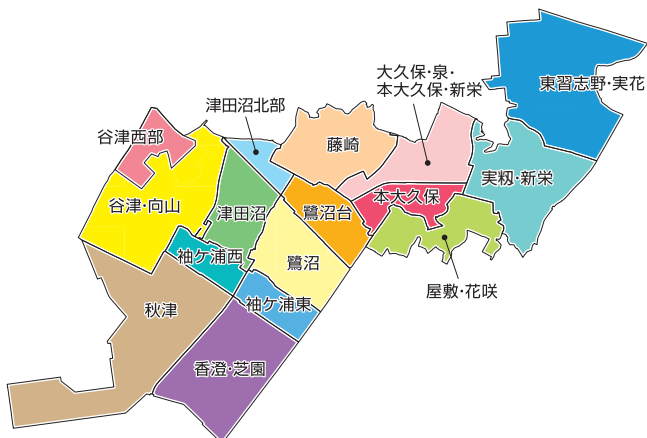 大久保・泉・
本大久保・新栄
東習志野・実花
津田沼北部
谷津西部
藤崎
実籾・新栄
谷津・向山
津田沼
鷺沼台
本大久保
袖ケ浦西
鷺沼
屋敷・花咲
秋津
袖ケ浦東
香澄・芝園